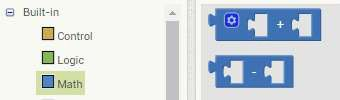 Built-in
Control
Logic
Math
+
-